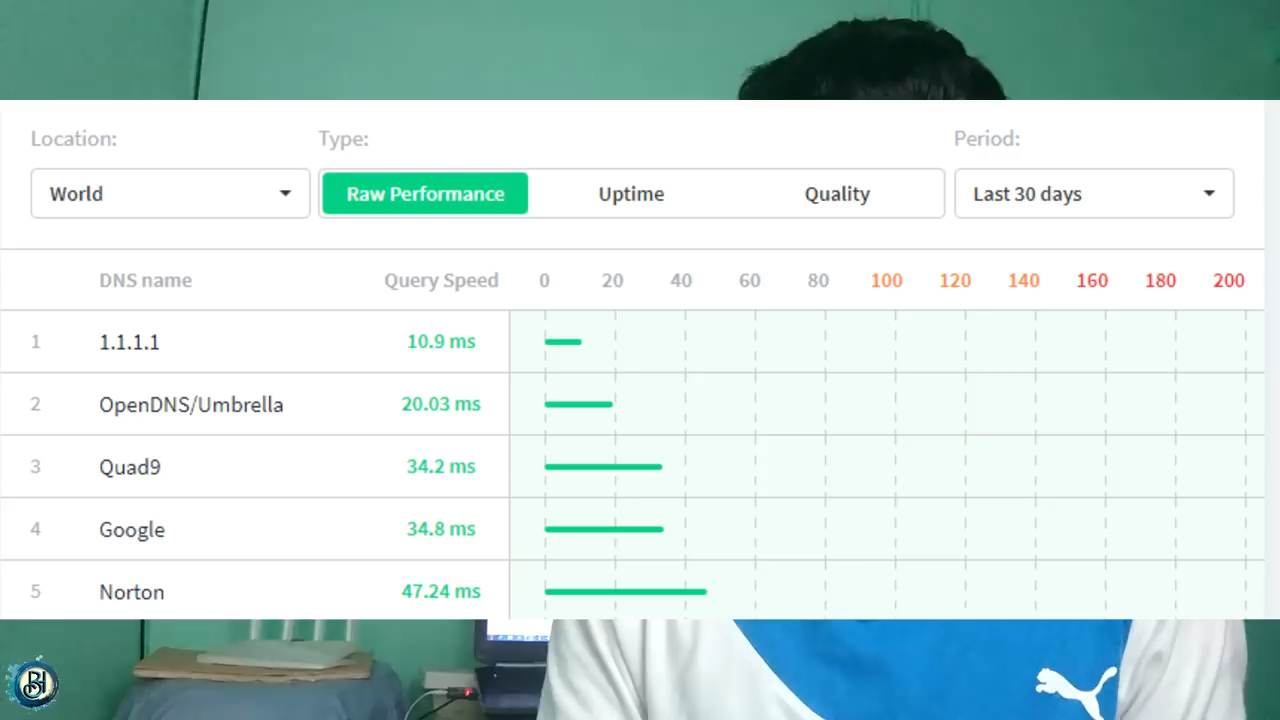 Location: Type: Period:
World Raw Performance Uptime Quality Last 30 days
DNS name Query Speed 0 20 40 60 80 100 120 140 160 180 200
1 1.1.1.1 10.9 ms
2 OpenDNS/Umbrella 20.03 ms
3 Quad9 34.2 ms
4 Google 34.8 ms
5 Norton 47.24 ms